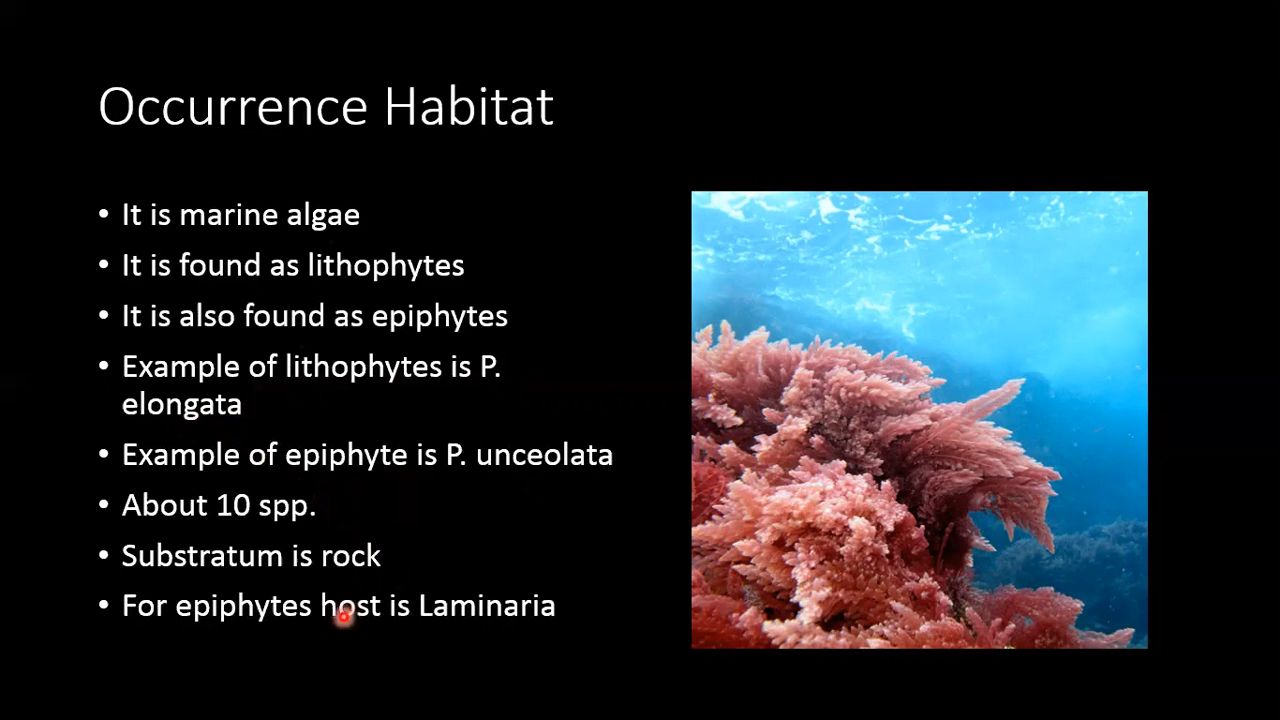 Occurrence Habitat
• It is marine algae
• It is found as lithophytes
• It is also found as epiphytes
• Example of lithophytes is P.
elongata
• Example of epiphyte is P. unceolata
• About 10 spp.
• Substratum is rock
• For epiphytes host is Laminaria